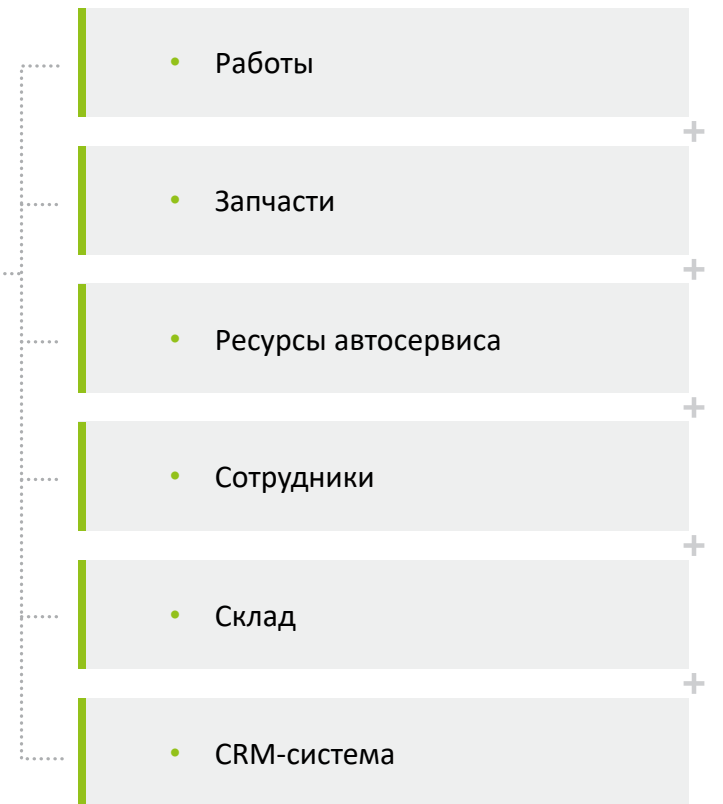 • Работы
• Запчасти
• Ресурсы автосервиса
• Сотрудники
• Склад
• CRM-система